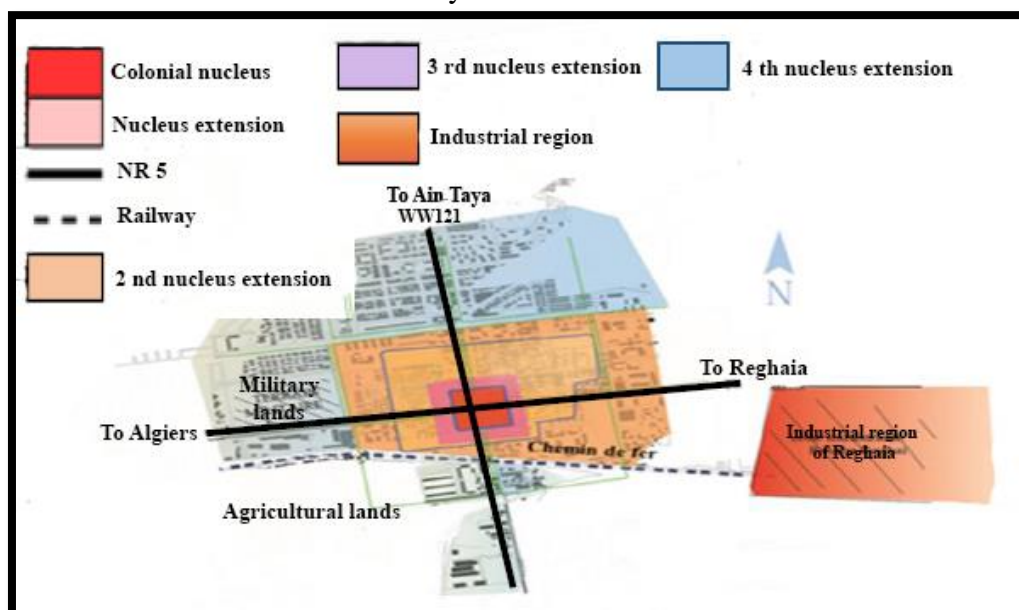 Colonial nucleus
3 rd nucleus extension
4 th nucleus extension
Nucleus extension
Industrial region
NR 5
Railway
2 nd nucleus extension
To Ain Taya
WW121
N
To Reghaia
Military
lands
To Algiers
Chemin de fer
Industrial region
of Reghaia
Agricultural lands